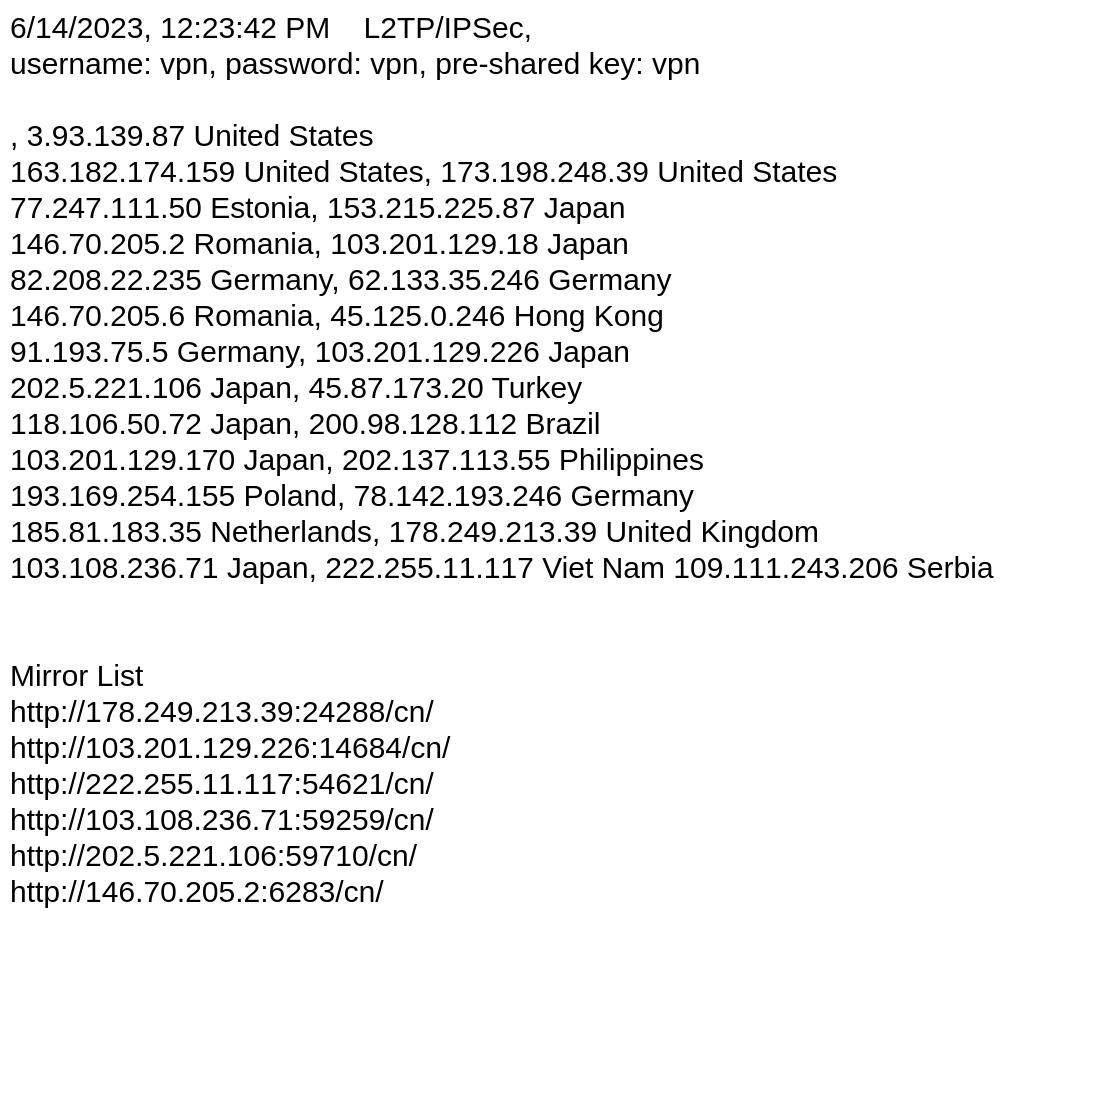 6/14/2023, 12:23:42 PM    L2TP/IPSec,
username: vpn, password: vpn, pre-shared key: vpn
, 3.93.139.87 United States
163.182.174.159 United States, 173.198.248.39 United States
77.247.111.50 Estonia, 153.215.225.87 Japan
146.70.205.2 Romania, 103.201.129.18 Japan
82.208.22.235 Germany, 62.133.35.246 Germany
146.70.205.6 Romania, 45.125.0.246 Hong Kong
91.193.75.5 Germany, 103.201.129.226 Japan
202.5.221.106 Japan, 45.87.173.20 Turkey
118.106.50.72 Japan, 200.98.128.112 Brazil
103.201.129.170 Japan, 202.137.113.55 Philippines
193.169.254.155 Poland, 78.142.193.246 Germany
185.81.183.35 Netherlands, 178.249.213.39 United Kingdom
103.108.236.71 Japan, 222.255.11.117 Viet Nam 109.111.243.206 Serbia
Mirror List
http://178.249.213.39:24288/cn/
http://103.201.129.226:14684/cn/
http://222.255.11.117:54621/cn/
http://103.108.236.71:59259/cn/
http://202.5.221.106:59710/cn/
http://146.70.205.2:6283/cn/